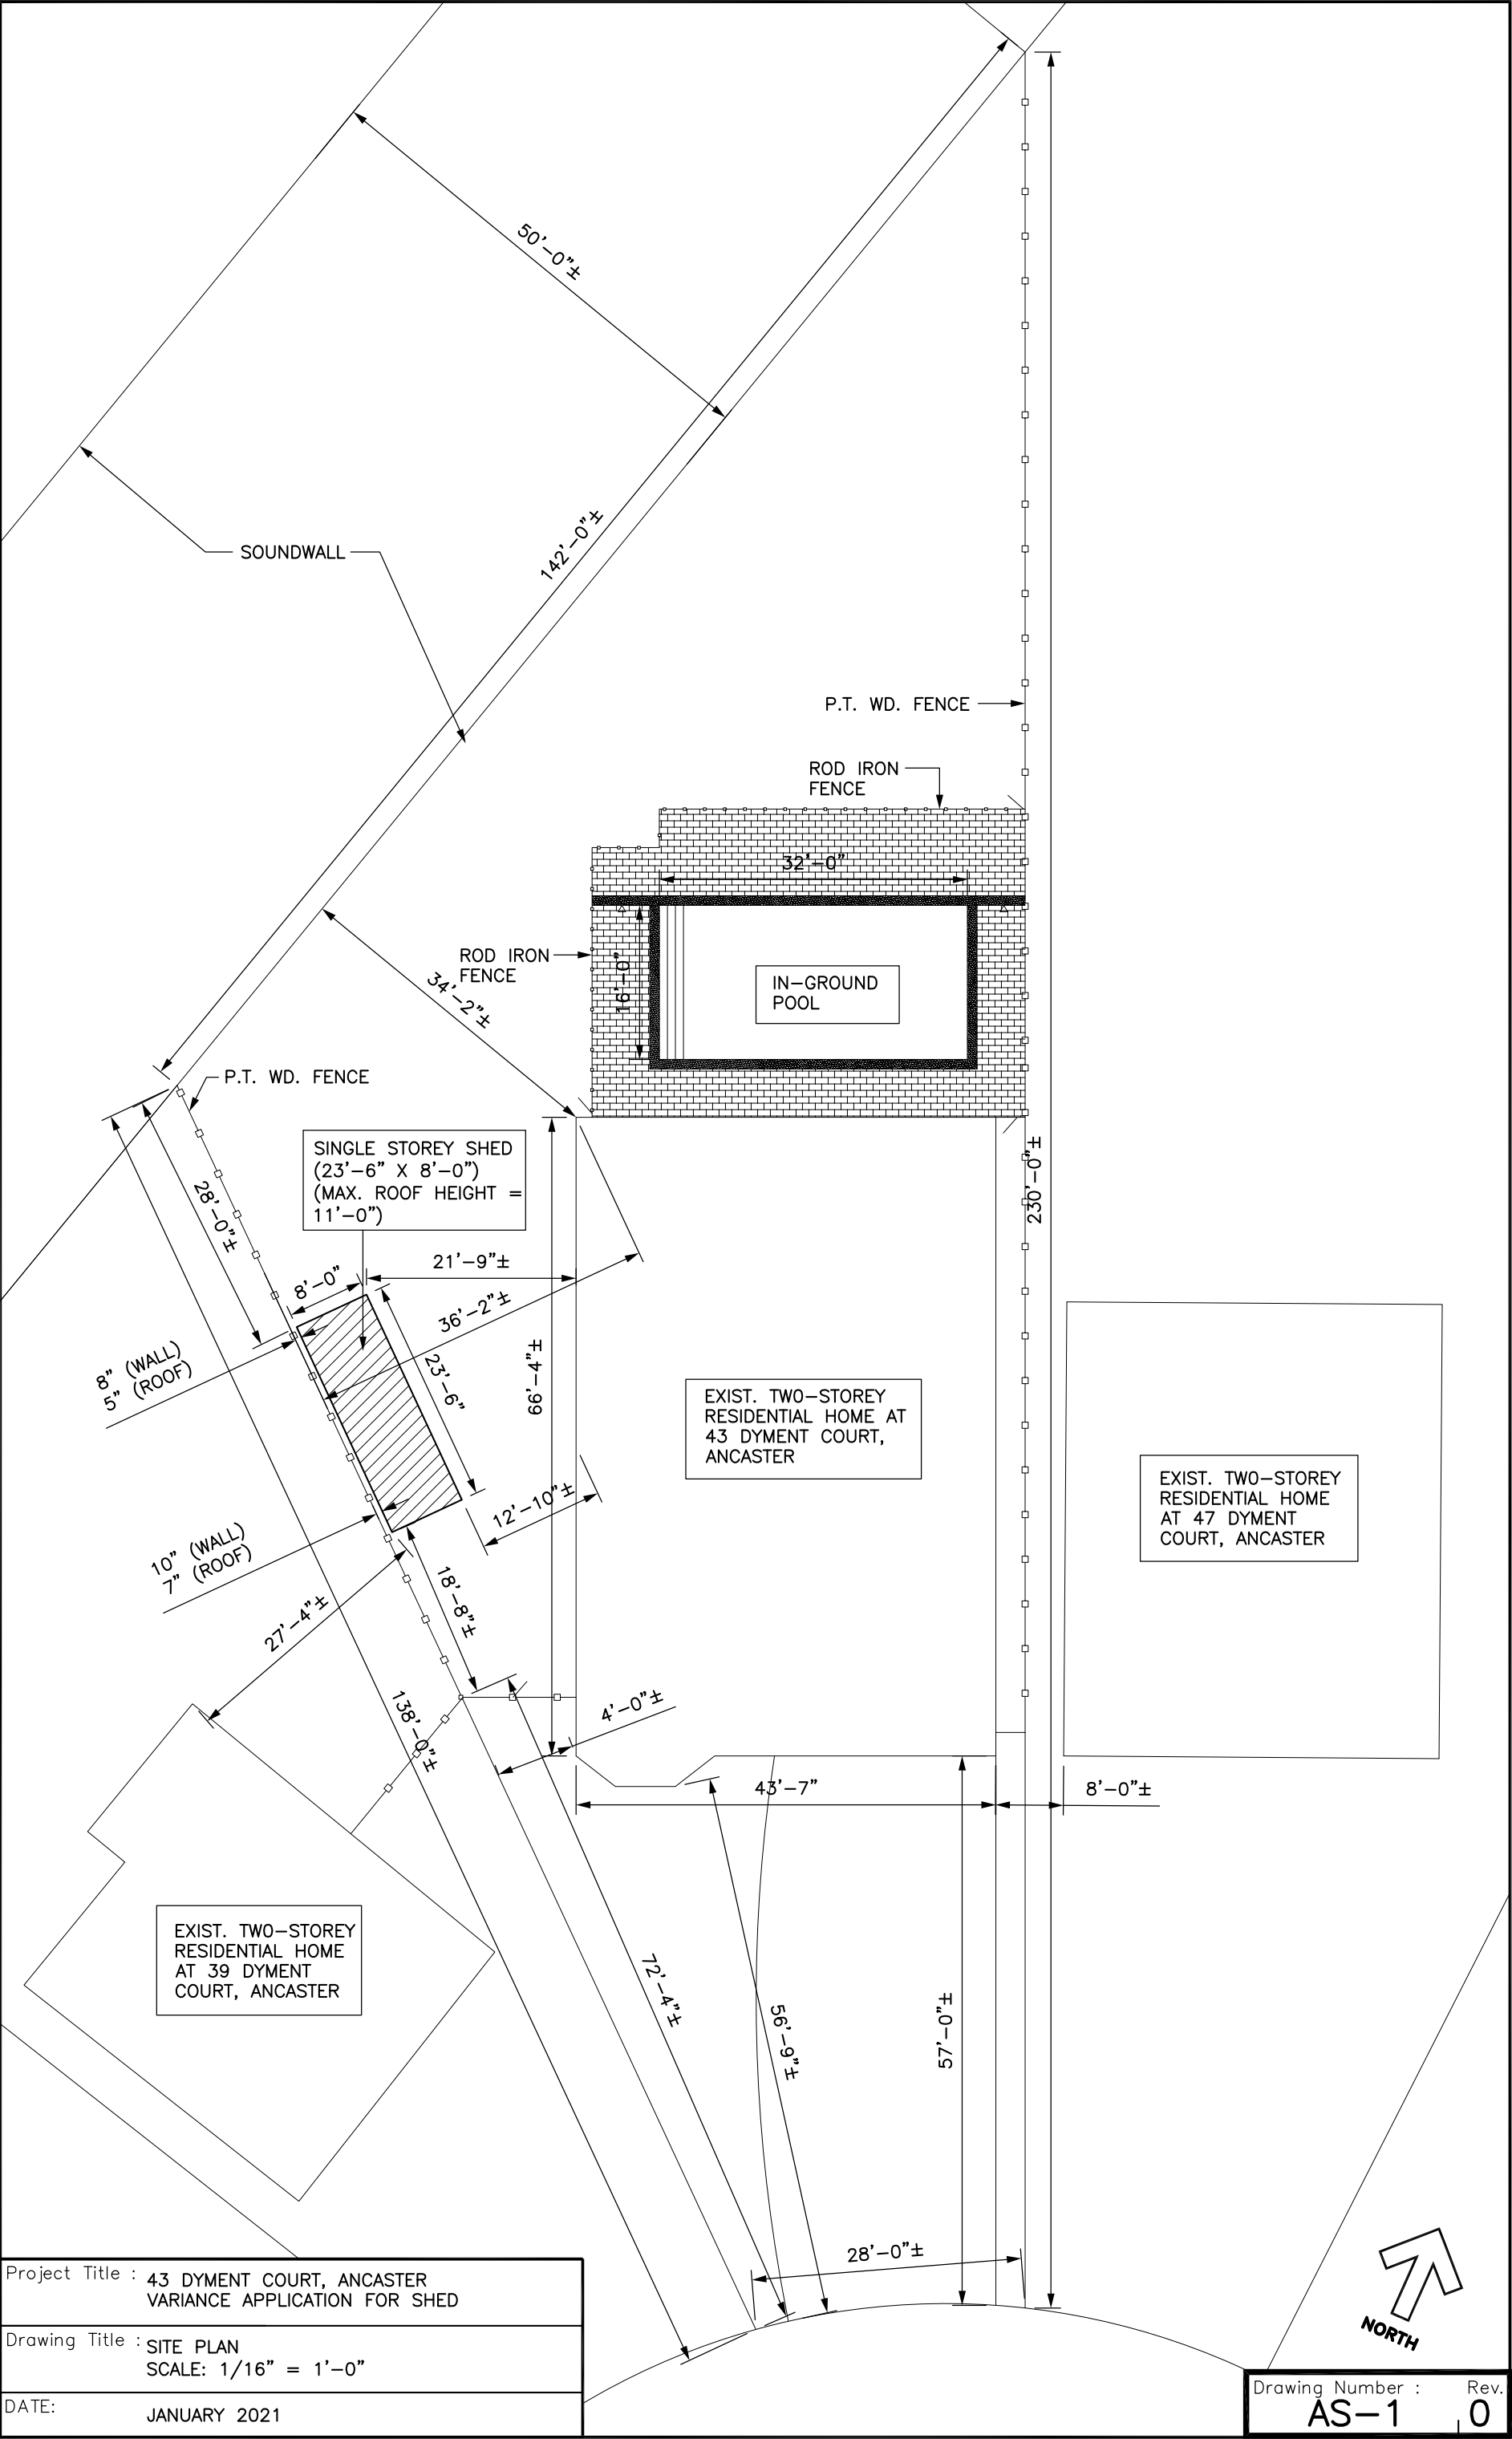 50'-0"±
SOUNDWALL
142'-0"±
P.T. WD. FENCE
ROD IRON
FENCE
32'-0"
ROD IRON
FENCE
16'-0"
IN-GROUND
POOL
34'-2"±
P.T. WD. FENCE
SINGLE STOREY SHED
(23'-6" X 8'-0")
(MAX. ROOF HEIGHT =
11'-0")
230'-0"±
28'-0"±
8'-0"
21'-9"±
36'-2"±
23'-6"
66'-4"±
8" (WALL)
5" (ROOF)
EXIST. TWO-STOREY
RESIDENTIAL HOME AT
43 DYMENT COURT,
ANCASTER
EXIST. TWO-STOREY
RESIDENTIAL HOME
AT 47 DYMENT
COURT, ANCASTER
12'-10"±
10" (WALL)
7" (ROOF)
18'-8"±
27'-4"±
138'-0"±
4'-0"±
43'-7"
8'-0"±
EXIST. TWO-STOREY
RESIDENTIAL HOME
AT 39 DYMENT
COURT, ANCASTER
72'-4"±
56'-9"±
57'-0"±
28'-0"±
NORTH
Project Title : 43 DYMENT COURT, ANCASTER
VARIANCE APPLICATION FOR SHED
Drawing Title : SITE PLAN
SCALE: 1/16" = 1'-0"
DATE: JANUARY 2021
Drawing Number : Rev.
AS-1 0